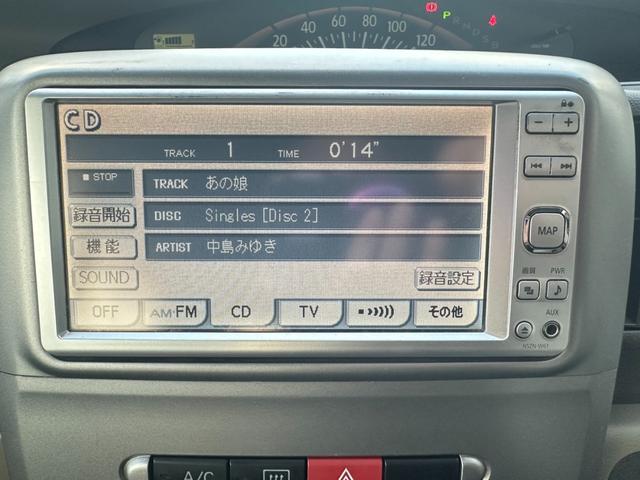 P R N D S B
20 40 60 80 100 120
CD
TRACK 1 TIME 0'14"
■ STOP
TRACK あの娘
録音開始
DISC Singles [Disc 2]
機能
ARTIST 中島みゆき
SOUND
録音設定
OFF AM・FM CD TV その他
MAP
画質 PWR
AUX
NSZN-W61
A/C